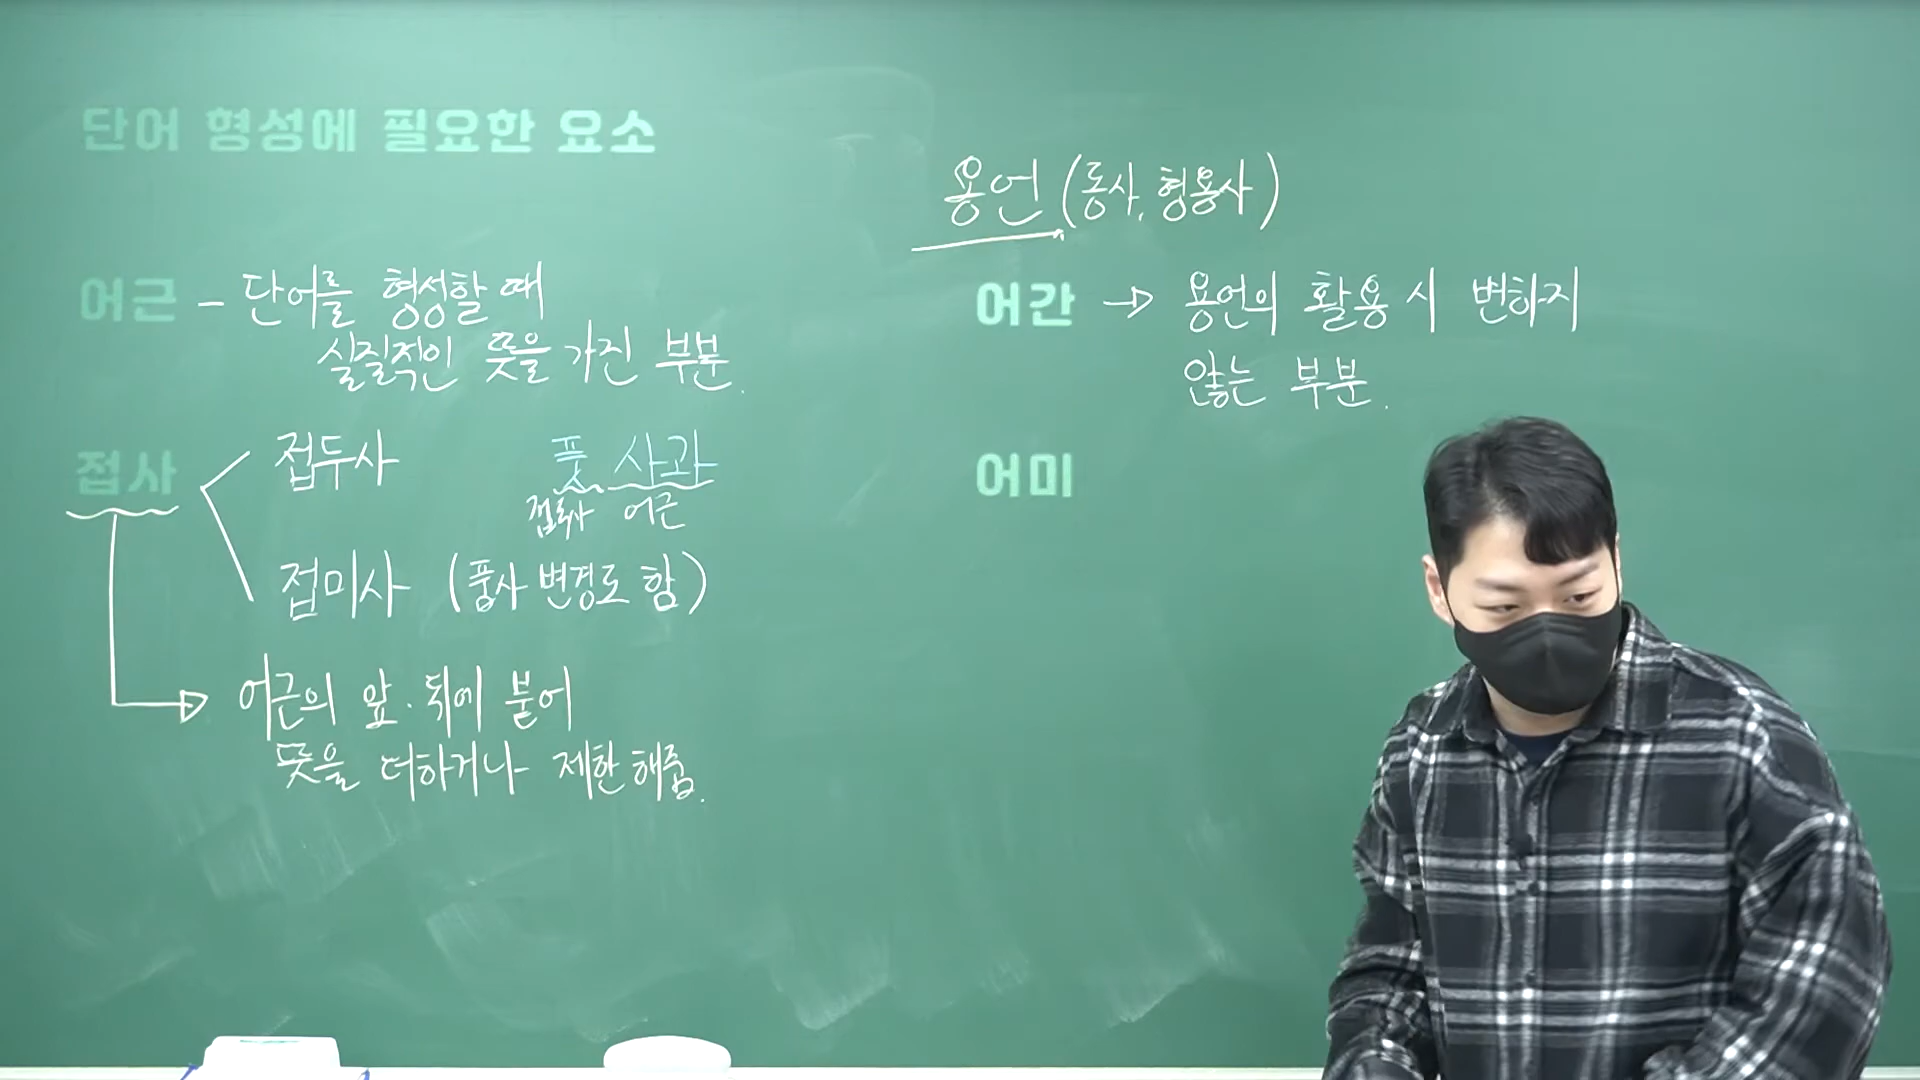 단어 형성에 필요한 요소
어근 - 단어를 형성할 때
실질적인 뜻을 가진 부분.
접사
접두사
풋사과
접두사 어근
접미사 (품사 변경도 함)
어근의 앞·뒤에 붙어
뜻을 더하거나 제한해줌.
용언 (동사, 형용사)
어간 → 용언의 활용 시 변하지
않는 부분.
어미